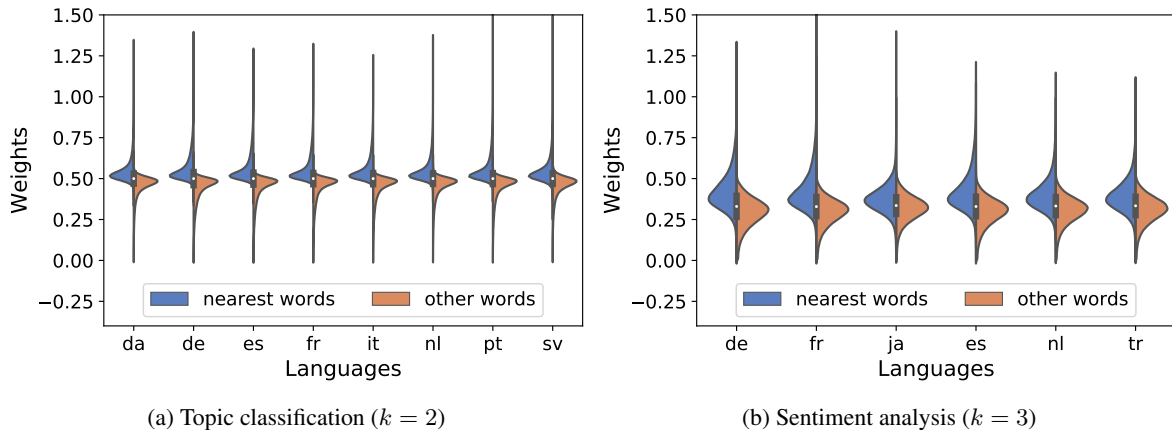 1.50
1.25
1.00
0.75
0.50
0.25
0.00
−0.25
Weights
nearest words
other words
da de es fr it nl pt sv
Languages
(a) Topic classification (k = 2)
1.50
1.25
1.00
0.75
0.50
0.25
0.00
−0.25
Weights
nearest words
other words
de fr ja es nl tr
Languages
(b) Sentiment analysis (k = 3)